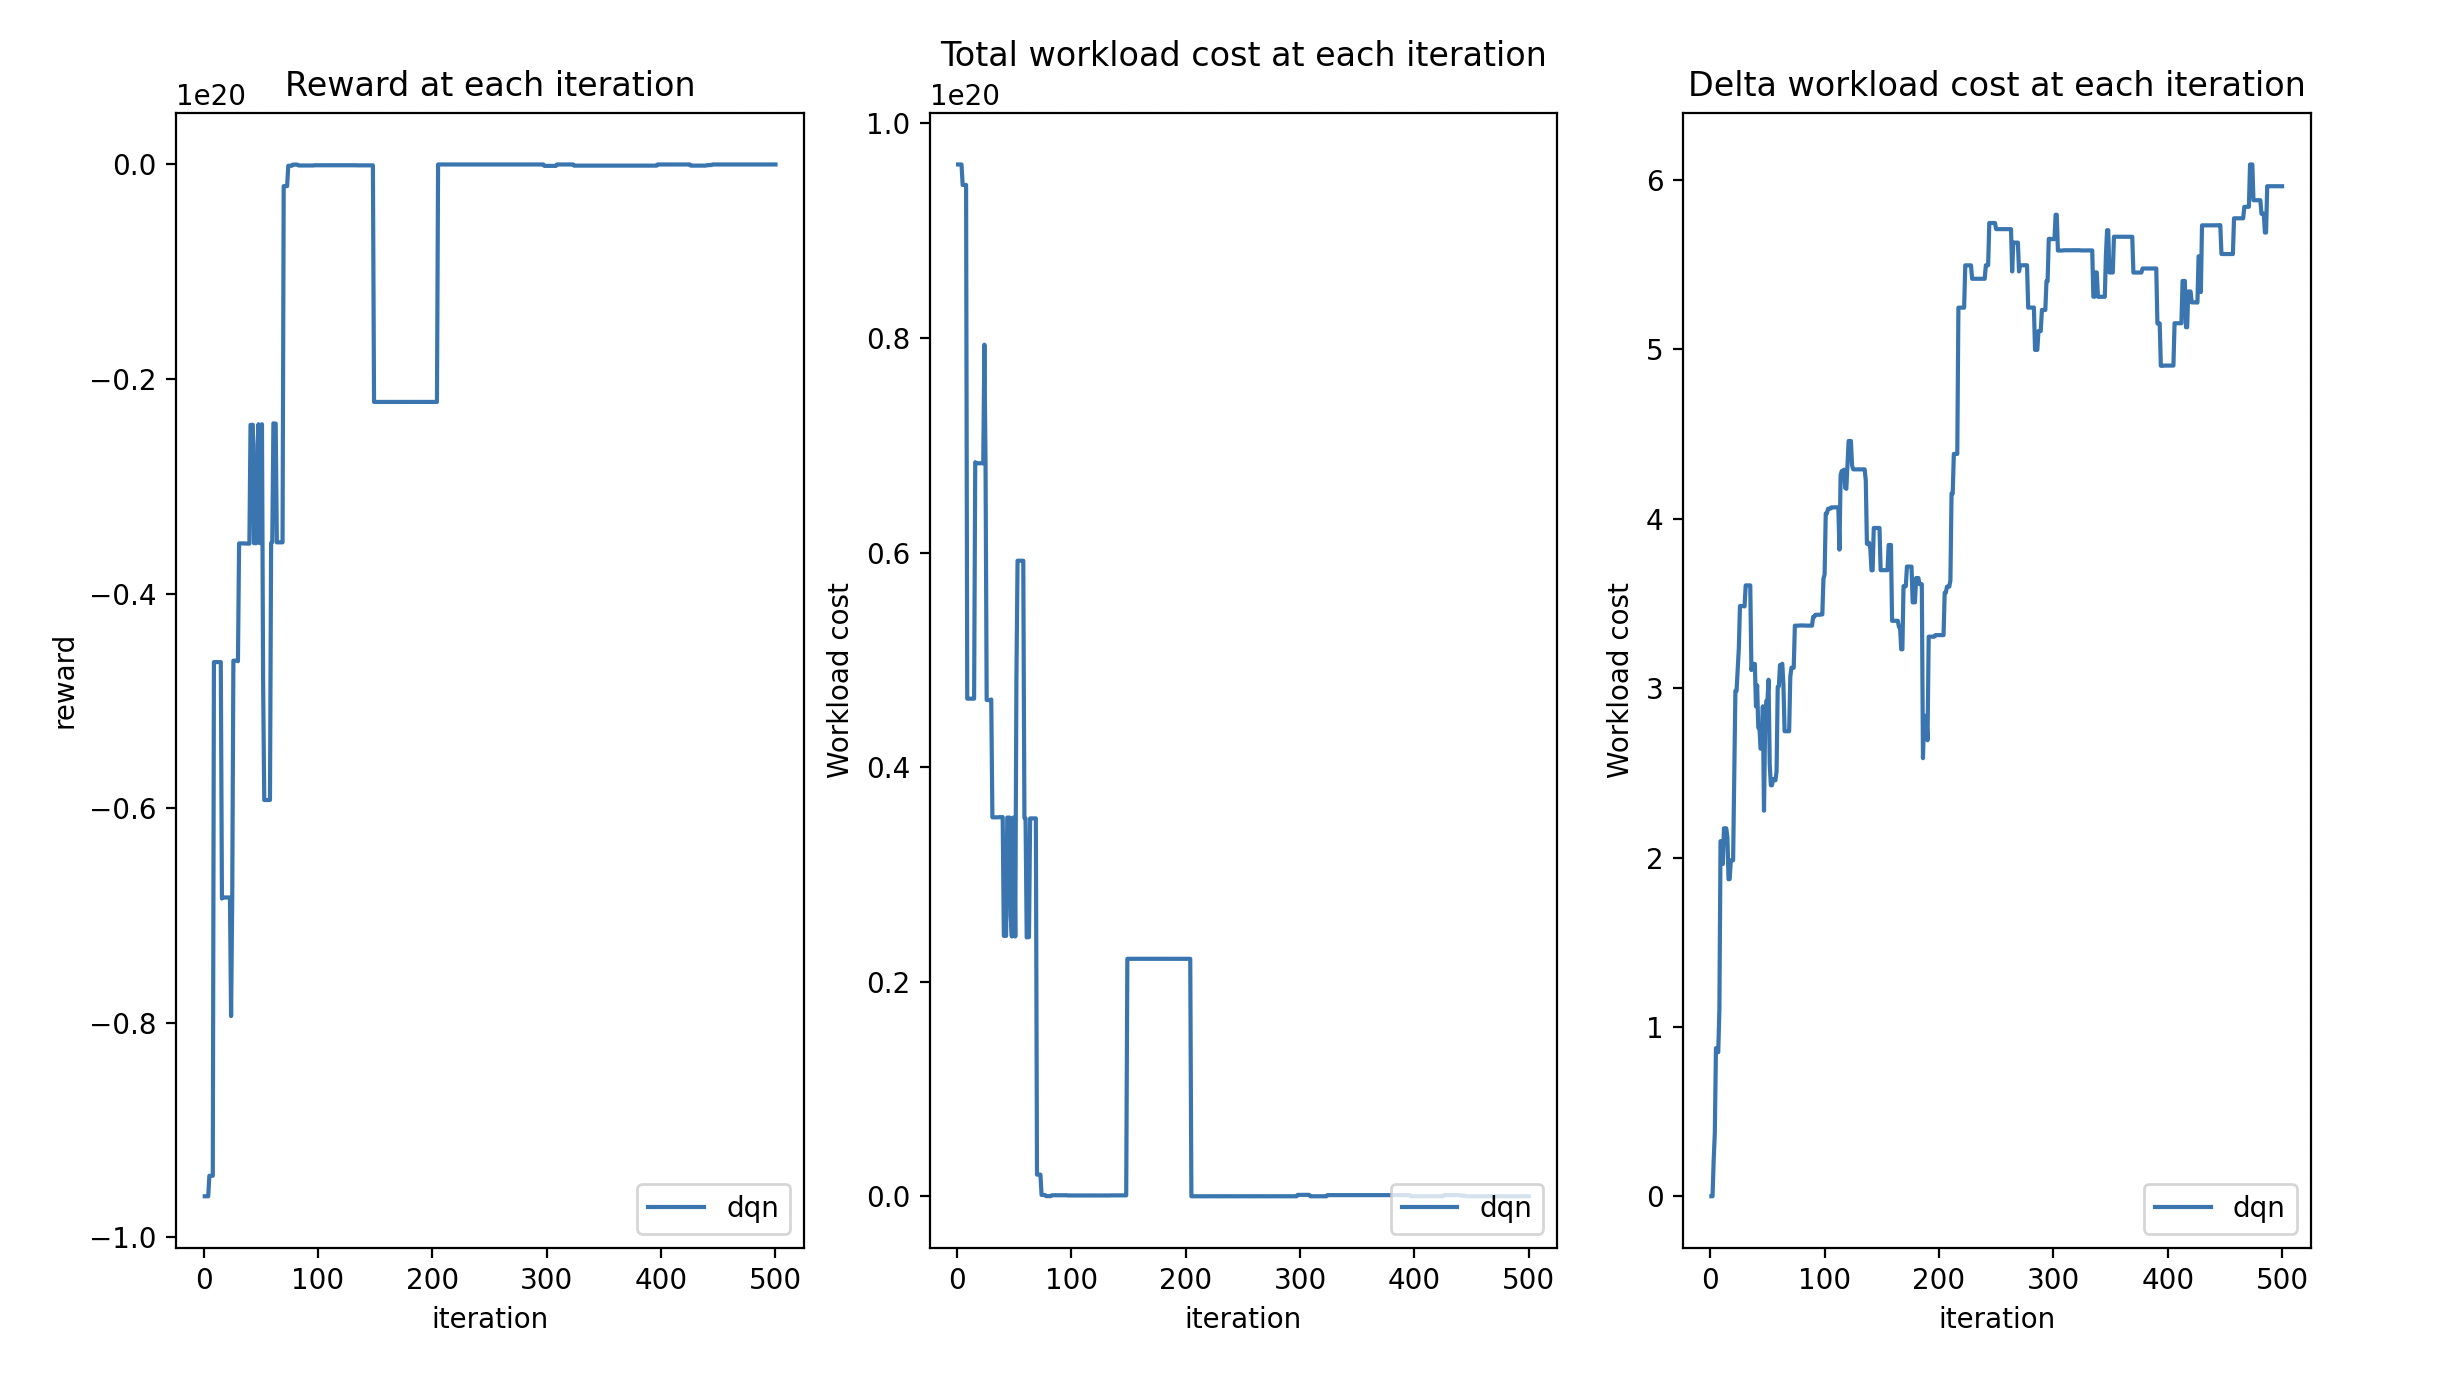 Reward at each iteration
1e20
0.0
−0.2
−0.4
−0.6
−0.8
−1.0
reward
0 100 200 300 400 500
iteration
dqn
Total workload cost at each iteration
1e20
1.0
0.8
0.6
0.4
0.2
0.0
Workload cost
0 100 200 300 400 500
iteration
dqn
Delta workload cost at each iteration
6
5
4
3
2
1
0
Workload cost
0 100 200 300 400 500
iteration
dqn